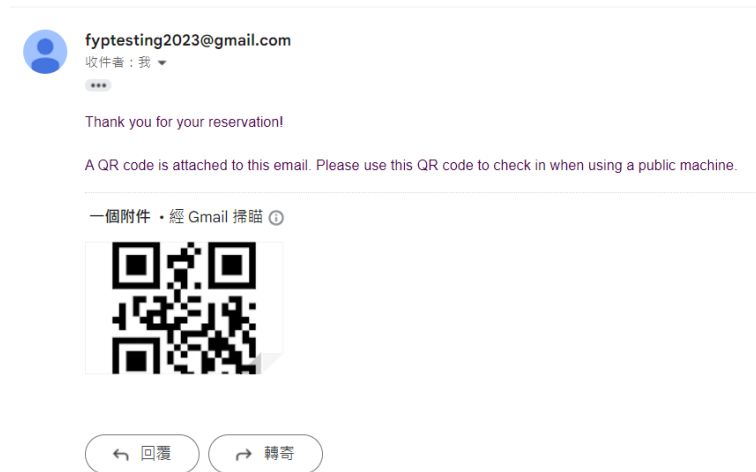 fyptesting2023@gmail.com
收件者：我
Thank you for your reservation!
A QR code is attached to this email. Please use this QR code to check in when using a public machine.
一個附件 • 經 Gmail 掃瞄
回覆
轉寄